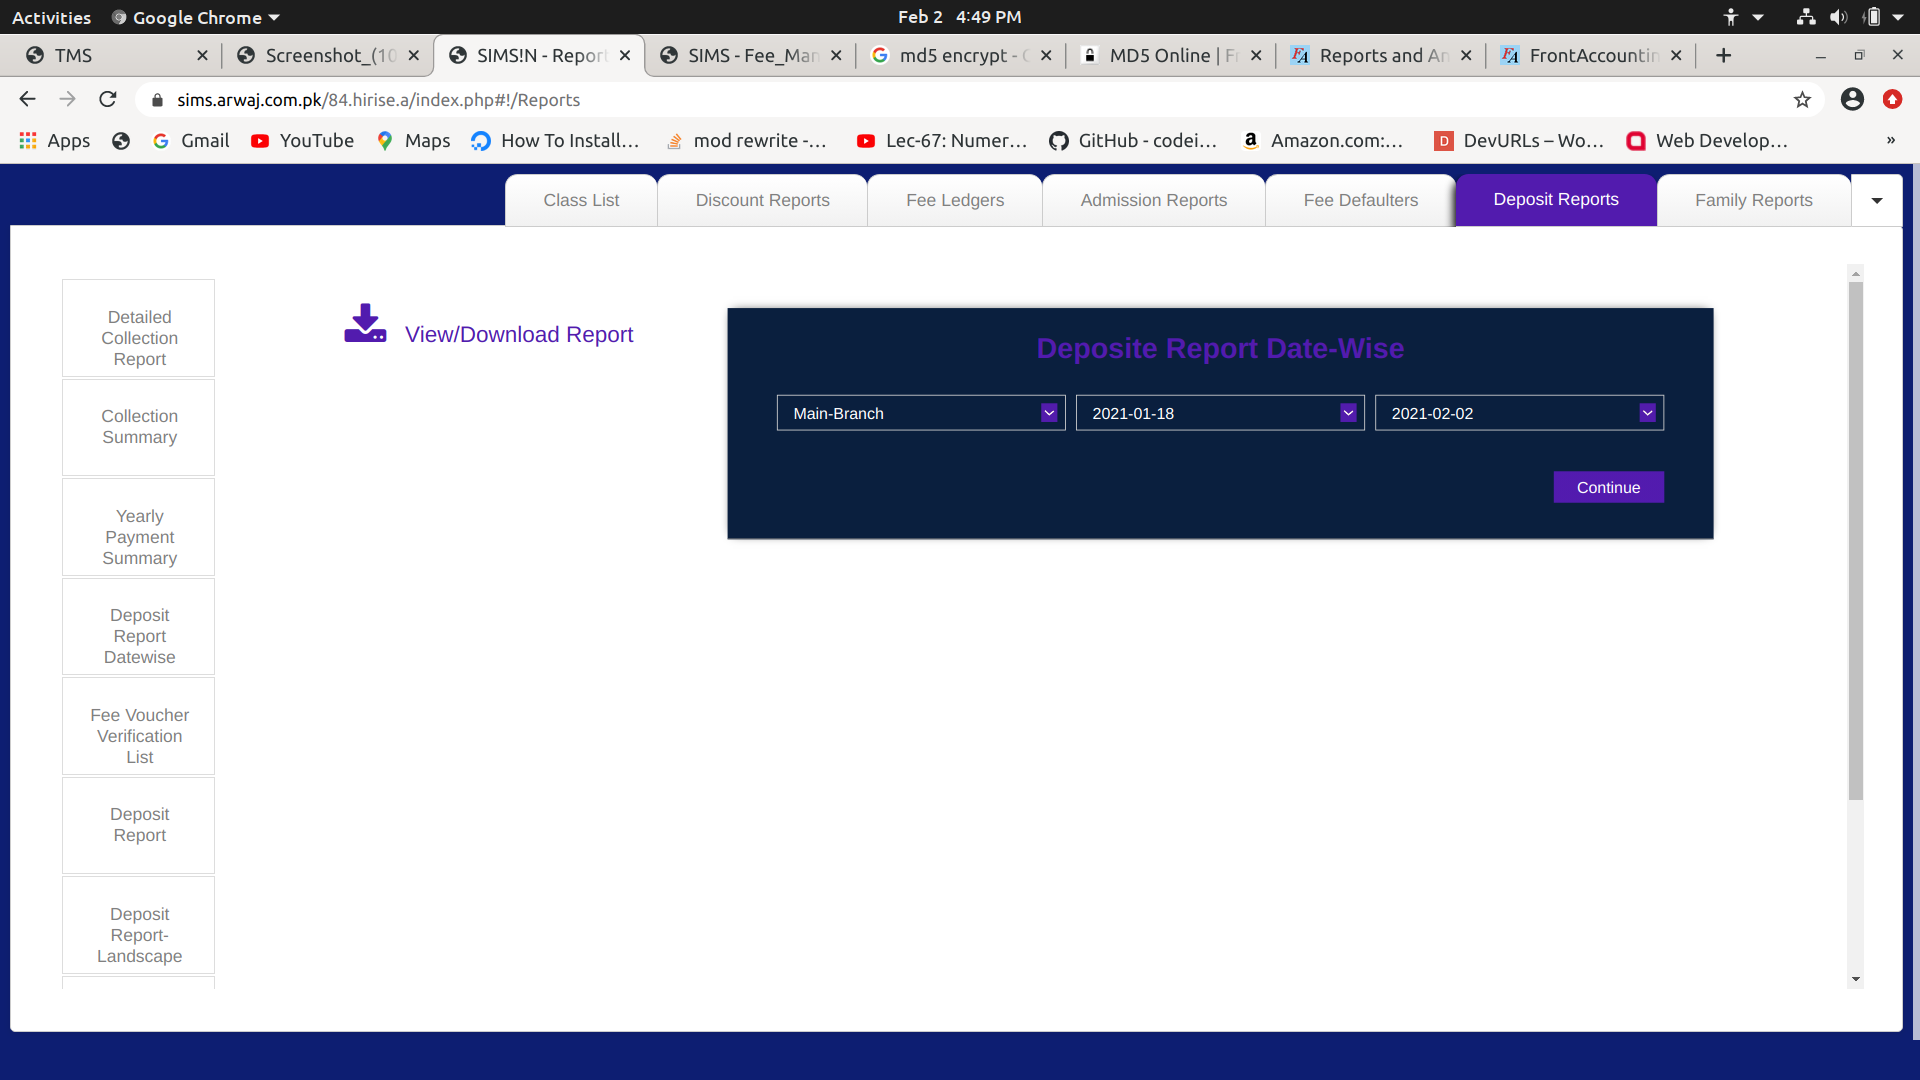 Activities Google Chrome Feb 2 4:49 PM
TMS Screenshot_(10 SIMS!N - Report SIMS - Fee_Man md5 encrypt - G MD5 Online | Fr Reports and An FrontAccountin
sims.arwaj.com.pk/84.hirise.a/index.php#!/Reports
Apps Gmail YouTube Maps How To Install... mod rewrite -... Lec-67: Numer... GitHub - codei... Amazon.com:... DevURLs – Wo... Web Develop... »
Class List Discount Reports Fee Ledgers Admission Reports Fee Defaulters Deposit Reports Family Reports
Detailed
Collection
Report
Collection
Summary
Yearly
Payment
Summary
Deposit
Report
Datewise
Fee Voucher
Verification
List
Deposit
Report
Deposit
Report-
Landscape
View/Download Report
Deposite Report Date-Wise
Main-Branch 2021-01-18 2021-02-02
Continue